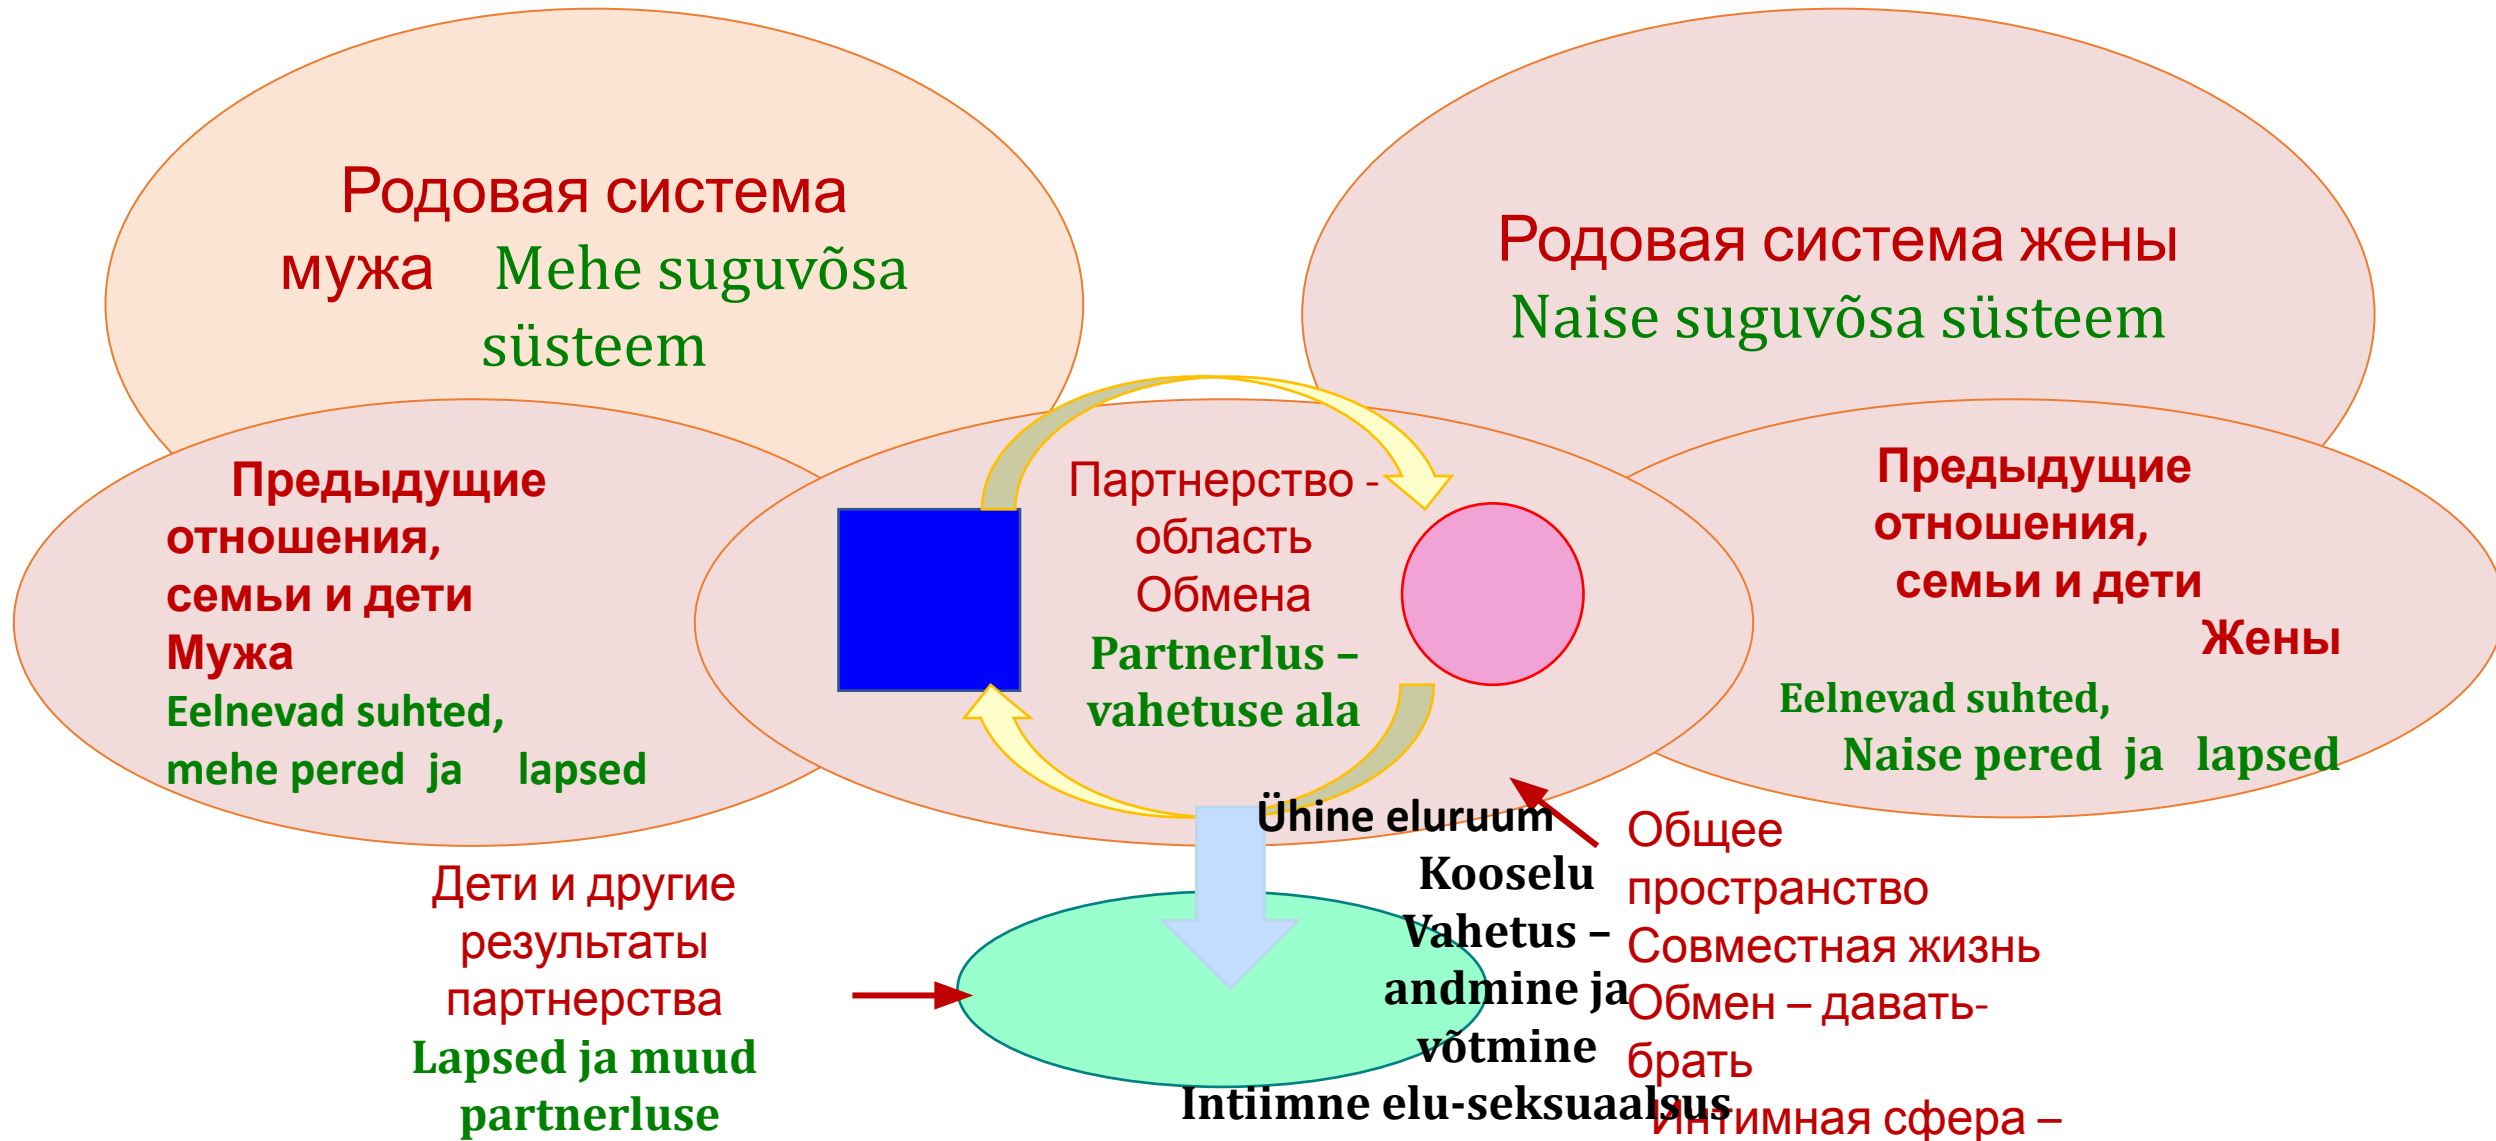 Родовая система
мужа Mehe suguvõsa
süsteem
Родовая система жены
Naise suguvõsa süsteem
Предыдущие
отношения,
семьи и дети
Мужа
Eelnevad suhted,
mehe pered ja lapsed
Партнерство -
область
Обмена
Partnerlus –
vahetuse ala
Предыдущие
отношения,
семьи и дети
Жены
Eelnevad suhted,
Naise pered ja lapsed
Дети и другие
результаты
партнерства
Lapsed ja muud
partnerluse
Ühine eluruum
Kooselu
Vahetus –
andmine ja
võtmine
Intiimne elu-seksuaalsus
Общее
пространство
Совместная жизнь
Обмен – давать-
брать
Интимная сфера –